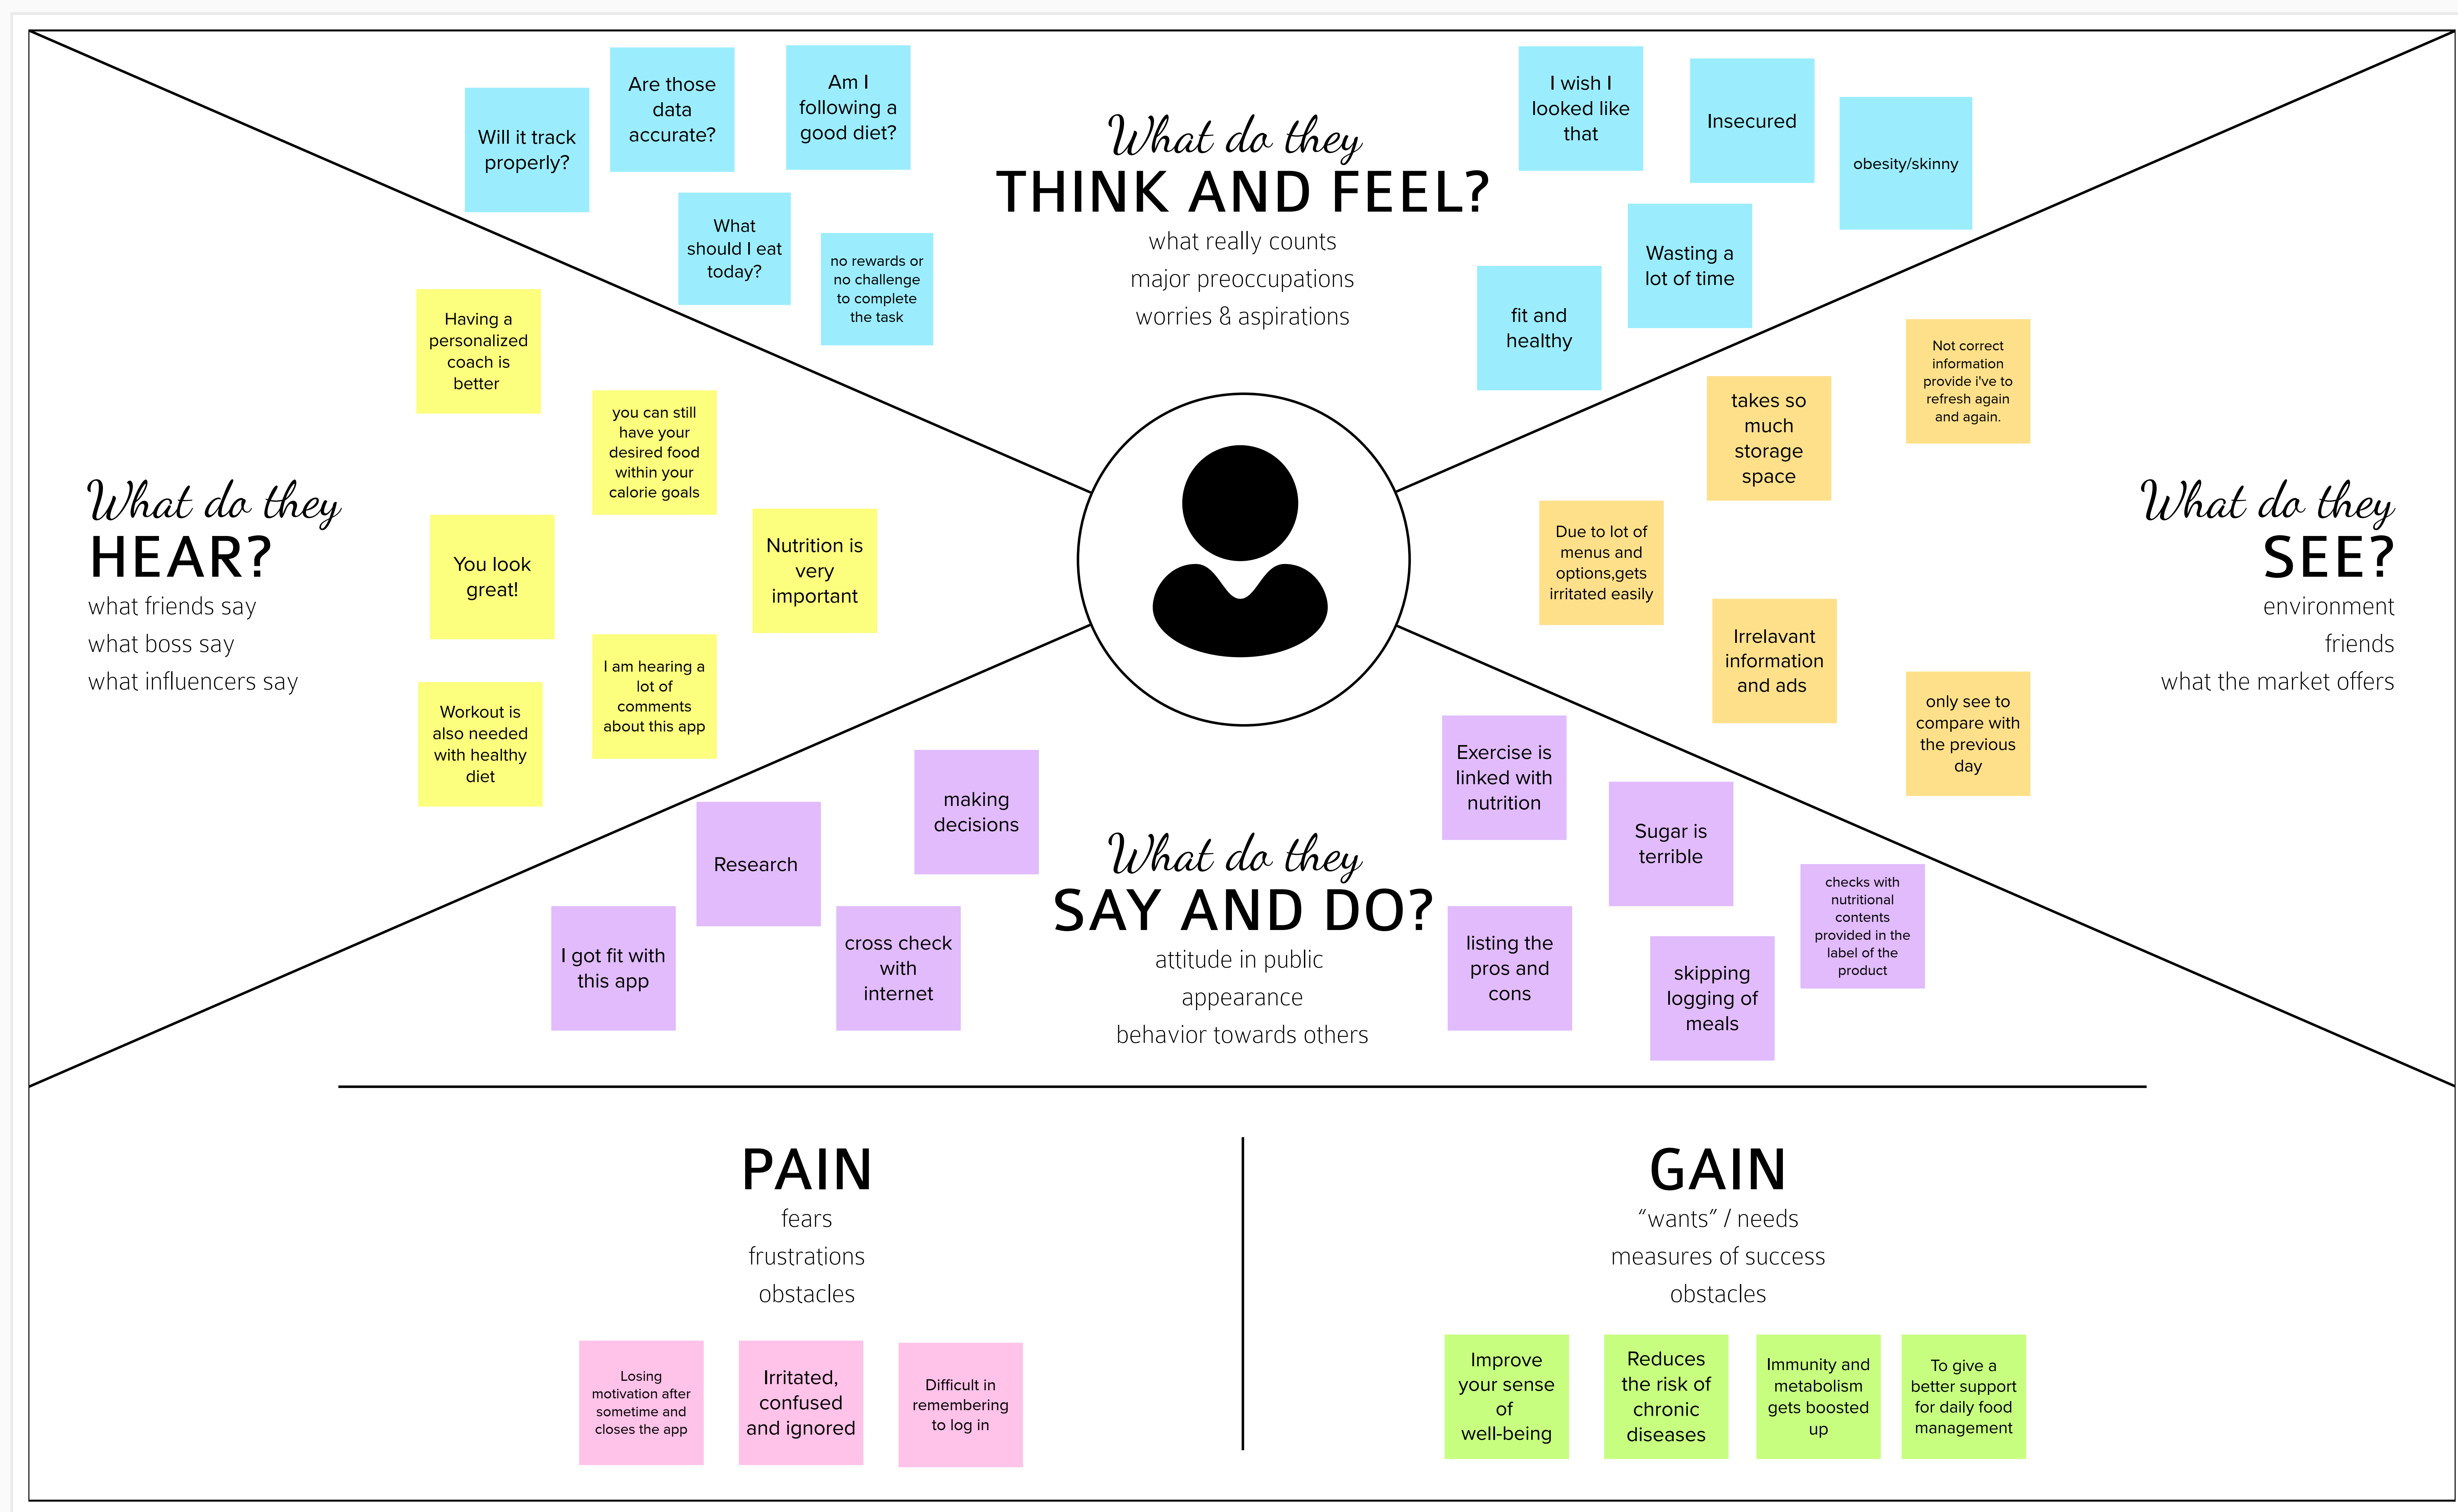 Will it track
properly?
Are those
data
accurate?
Am I
following a
good diet?
What
should I eat
today?
no rewards or
no challenge
to complete
the task
What do they
THINK AND FEEL?
what really counts
major preoccupations
worries & aspirations
I wish I
looked like
that
Insecured
obesity/skinny
Wasting a
lot of time
fit and
healthy
What do they
HEAR?
what friends say
what boss say
what influencers say
Having a
personalized
coach is
better
you can still
have your
desired food
within your
calorie goals
You look
great!
Nutrition is
very
important
I am hearing a
lot of
comments
about this app
Workout is
also needed
with healthy
diet
Not correct
information
provide i've to
refresh again
and again.
takes so
much
storage
space
Due to lot of
menus and
options,gets
irritated easily
Irrelavant
information
and ads
only see to
compare with
the previous
day
What do they
SEE?
environment
friends
what the market offers
making
decisions
Research
I got fit with
this app
cross check
with
internet
What do they
SAY AND DO?
attitude in public
appearance
behavior towards others
Exercise is
linked with
nutrition
Sugar is
terrible
checks with
nutritional
contents
provided in the
label of the
product
listing the
pros and
cons
skipping
logging of
meals
PAIN
fears
frustrations
obstacles
Losing
motivation after
sometime and
closes the app
Irritated,
confused
and ignored
Difficult in
remembering
to log in
GAIN
“wants” / needs
measures of success
obstacles
Improve
your sense
of
well-being
Reduces
the risk of
chronic
diseases
Immunity and
metabolism
gets boosted
up
To give a
better support
for daily food
management